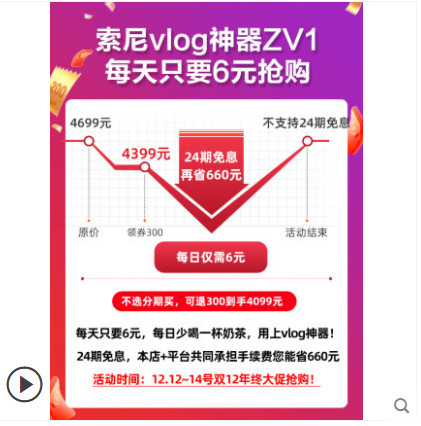 索尼vlog神器ZV1
每天只要6元抢购
4699元
不支持24期免息
4399元
24期免息
再省660元
原价
领券300
活动结束
每日仅需6元
不选分期买，可退300到手4099元
每天只要6元，每日少喝一杯奶茶，用上vlog神器！
24期免息，本店+平台共同承担手续费您能省660元
活动时间：12.12~14号双12年终大促抢购！
200